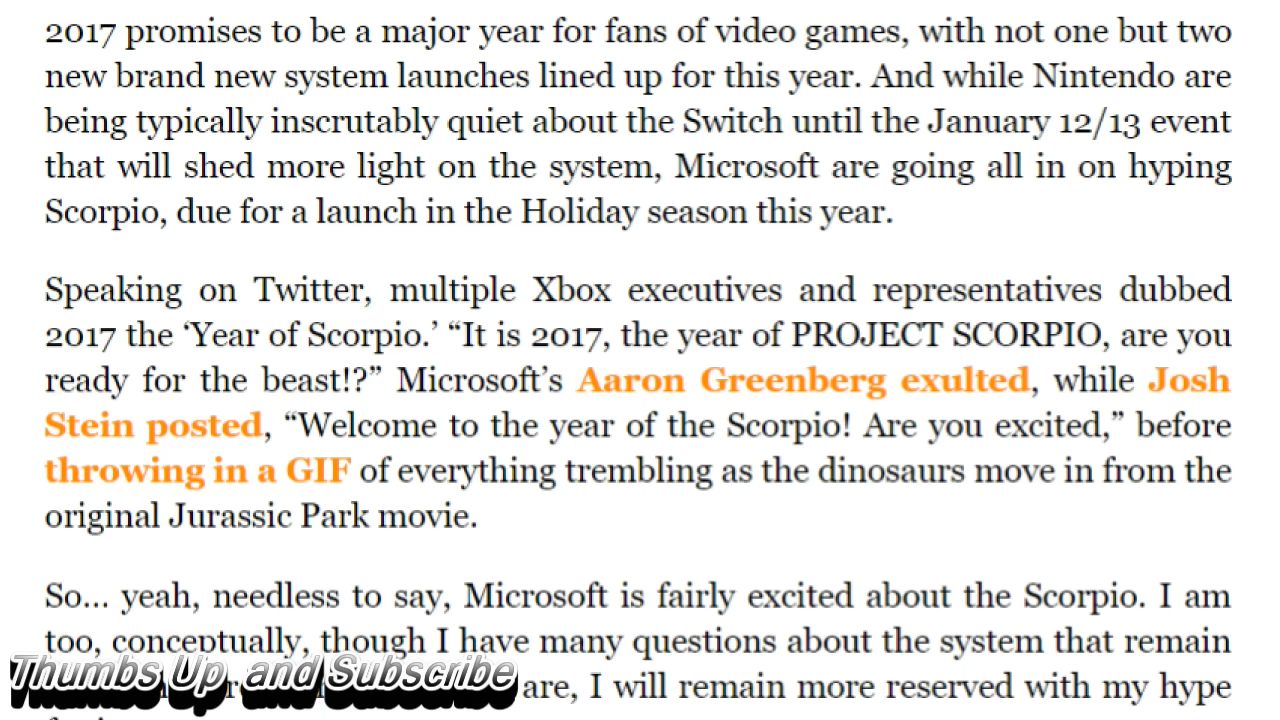 2017 promises to be a major year for fans of video games, with not one but two
new brand new system launches lined up for this year. And while Nintendo are
being typically inscrutably quiet about the Switch until the January 12/13 event
that will shed more light on the system, Microsoft are going all in on hyping
Scorpio, due for a launch in the Holiday season this year.
Speaking on Twitter, multiple Xbox executives and representatives dubbed
2017 the ‘Year of Scorpio.’ “It is 2017, the year of PROJECT SCORPIO, are you
ready for the beast!?” Microsoft’s Aaron Greenberg exulted, while Josh
Stein posted, “Welcome to the year of the Scorpio! Are you excited,” before
throwing in a GIF of everything trembling as the dinosaurs move in from the
original Jurassic Park movie.
So... yeah, needless to say, Microsoft is fairly excited about the Scorpio. I am
too, conceptually, though I have many questions about the system that remain
Thumbs Up and Subscribe
are, I will remain more reserved with my hype